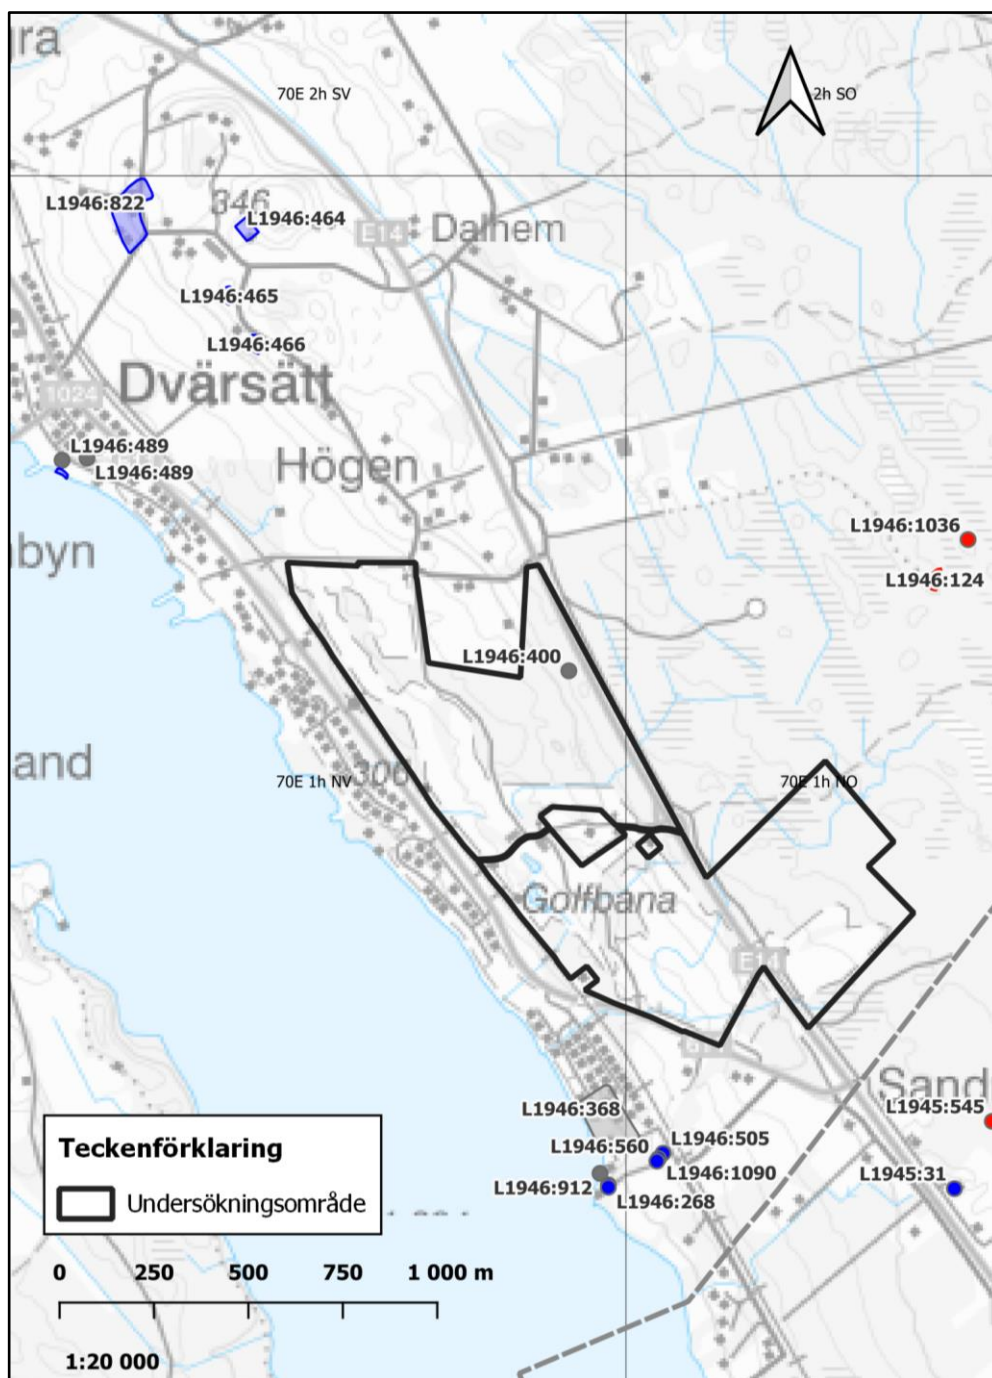 70E 2h SV
2h SO
L1946:822
346
L1946:464
E14
Dalhem
L1946:465
L1946:466
Dvärsätt
1024
L1946:489
L1946:489
Högen
L1946:1036
byn
L1946:124
L1946:400
and
306
70E 1h NV
70E 1h NO
Golfbana
E14
Sand
L1945:545
L1946:368
L1946:505
L1946:560
L1946:1090
L1945:31
L1946:912
L1946:268
Teckenförklaring
Undersökningsområde
0 250 500 750 1 000 m
1:20 000